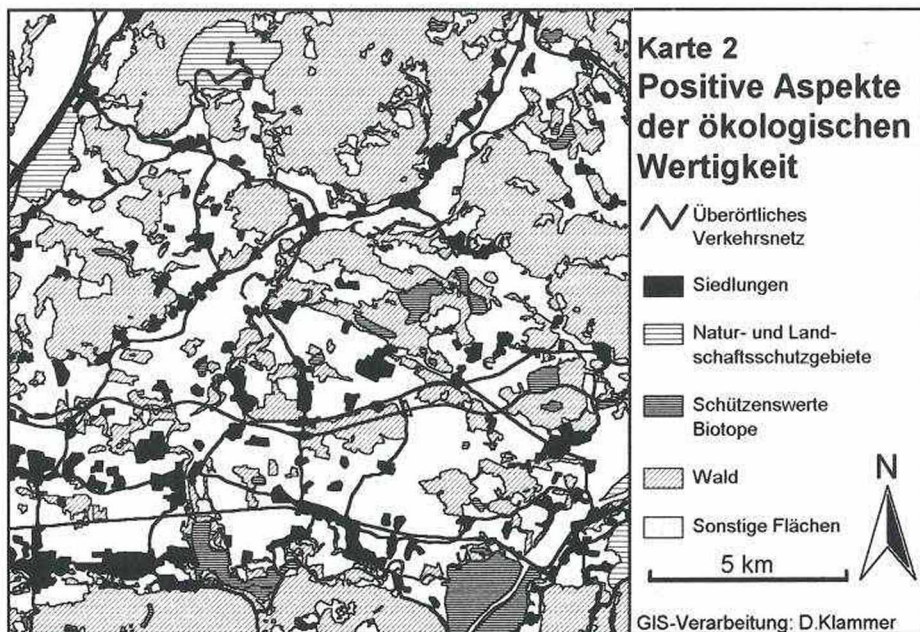 Karte 2
Positive Aspekte
der ökologischen
Wertigkeit
Überörtliches
Verkehrsnetz
Siedlungen
Natur- und Land-
schaftsschutzgebiete
Schützenswerte
Biotope
Wald
Sonstige Flächen
N
5 km
GIS-Verarbeitung: D.Klammer